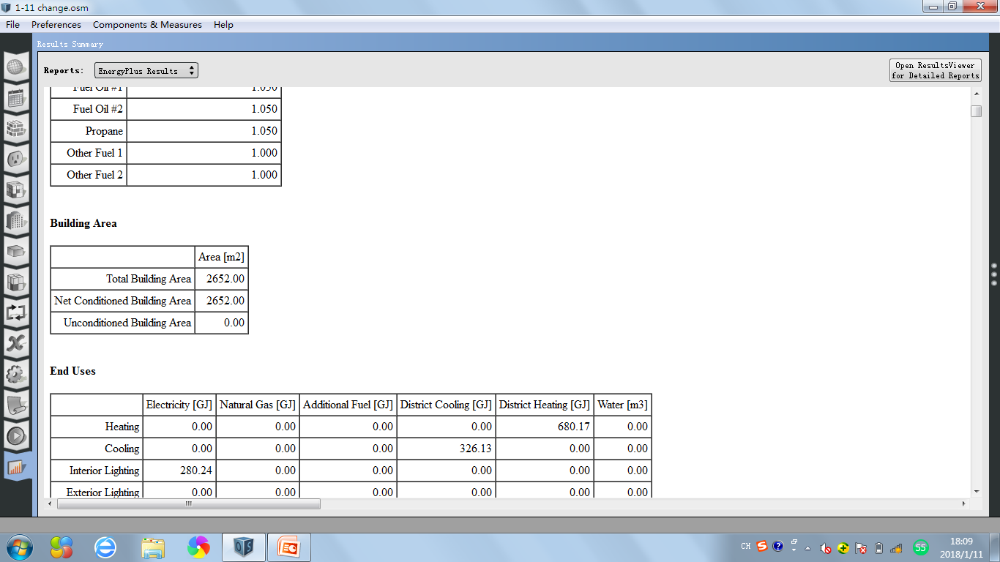 1-11 change.osm
File Preferences Components & Measures Help
Results Summary
Reports: EnergyPlus Results
Open ResultsViewer
for Detailed Reports
Fuel Oil #1 1.050
Fuel Oil #2 1.050
Propane 1.050
Other Fuel 1 1.000
Other Fuel 2 1.000
Building Area
Area [m2]
Total Building Area 2652.00
Net Conditioned Building Area 2652.00
Unconditioned Building Area 0.00
End Uses
Electricity [GJ] Natural Gas [GJ] Additional Fuel [GJ] District Cooling [GJ] District Heating [GJ] Water [m3]
Heating 0.00 0.00 0.00 0.00 680.17 0.00
Cooling 0.00 0.00 0.00 326.13 0.00 0.00
Interior Lighting 280.24 0.00 0.00 0.00 0.00 0.00
Exterior Lighting 0.00 0.00 0.00 0.00 0.00 0.00
CH
55
18:09
2018/1/11